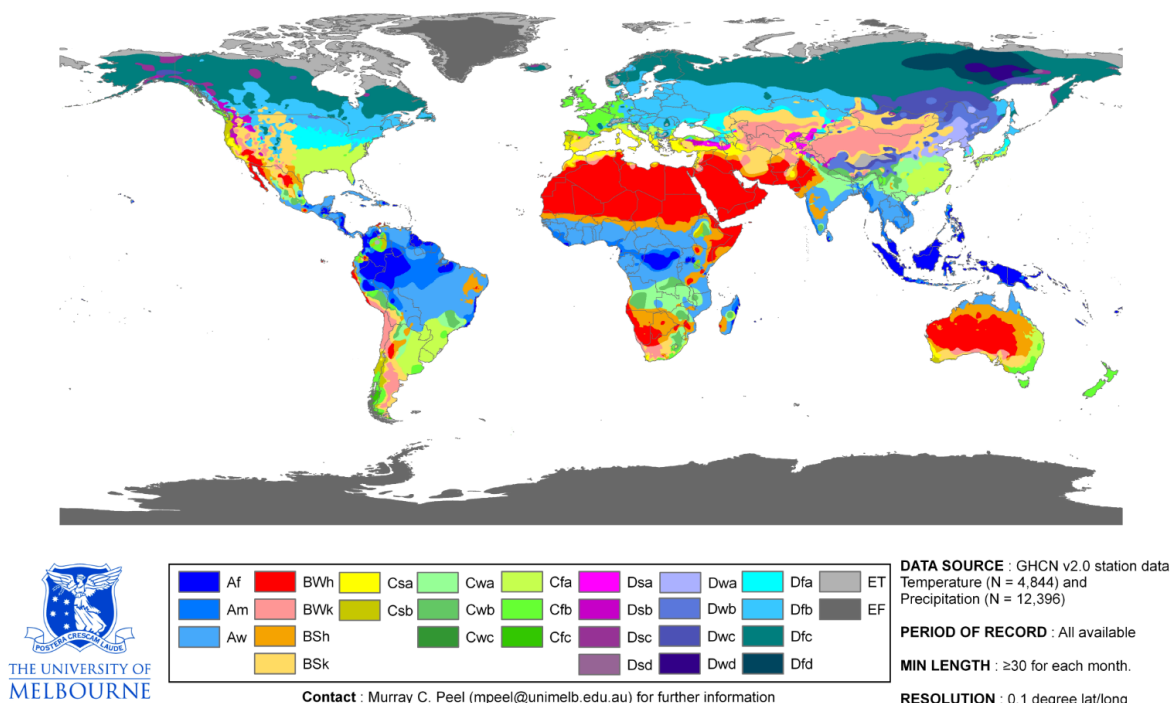 Af
Am
Aw
BWh
BWk
BSh
BSk
Csa
Csb
Cwa
Cwb
Cwc
Cfa
Cfb
Cfc
Dsa
Dsb
Dsc
Dsd
Dwa
Dwb
Dwc
Dwd
Dfa
Dfb
Dfc
Dfd
ET
EF
POSTERA CRESCAM LAUDE
THE UNIVERSITY OF
MELBOURNE
Contact : Murray C. Peel (mpeel@unimelb.edu.au) for further information
DATA SOURCE : GHCN v2.0 station data
Temperature (N = 4,844) and
Precipitation (N = 12,396)
PERIOD OF RECORD : All available
MIN LENGTH : ≥30 for each month.
RESOLUTION : 0.1 degree lat/long